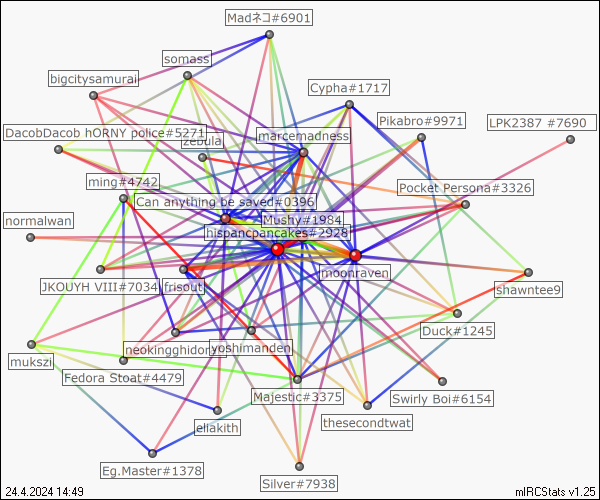 Madネコ#6901
somass
bigcitysamurai
Cypha#1717
Pikabro#9971
LPK2387 #7690
DacobDacob hORNY police#5271
zebula
marcemadness
ming#4742
Pocket Persona#3326
Can anything be saved#0396
normalwan
Mushy#1984
hispancpancakes#2928
moonraven
JKOUYH VIII#7034
frisout
shawntee9
Duck#1245
mukszi
neokingghidorah
yoshimanden
Fedora Stoat#4479
Majestic#3375
Swirly Boi#6154
eliakith
thesecondtwat
Eg.Master#1378
Silver#7938
24.4.2024 14:49
mIRCStats v1.25